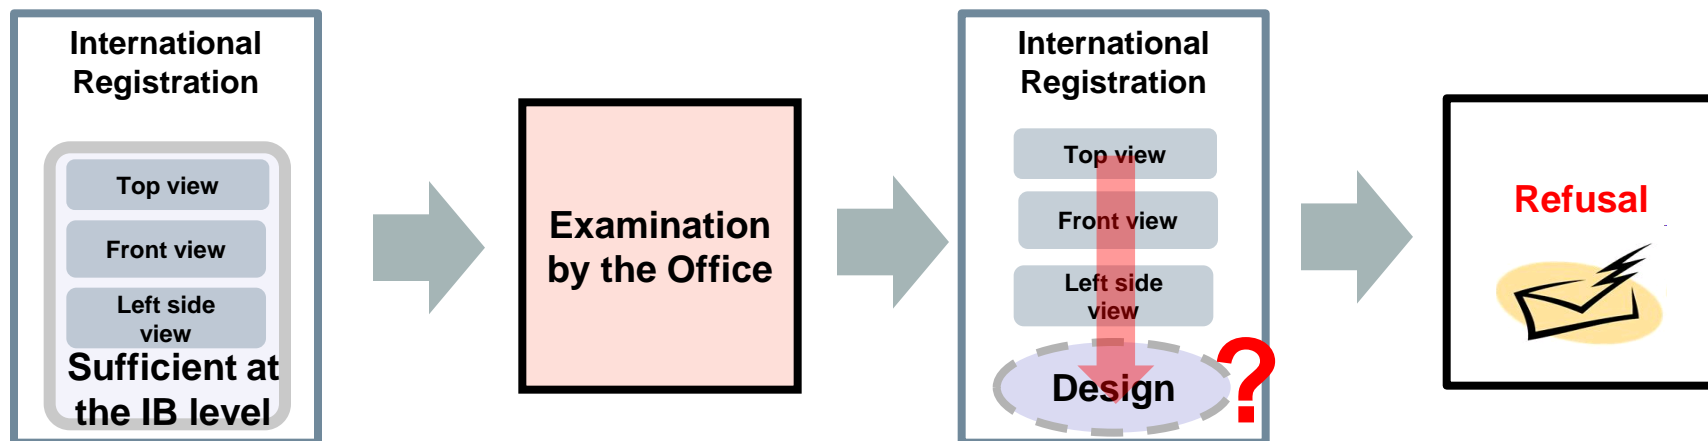 International
Registration
Top view
Front view
Left side
view
Sufficient at
the IB level
Examination
by the Office
International
Registration
Top view
Front view
Left side
view
Design
?
Refusal